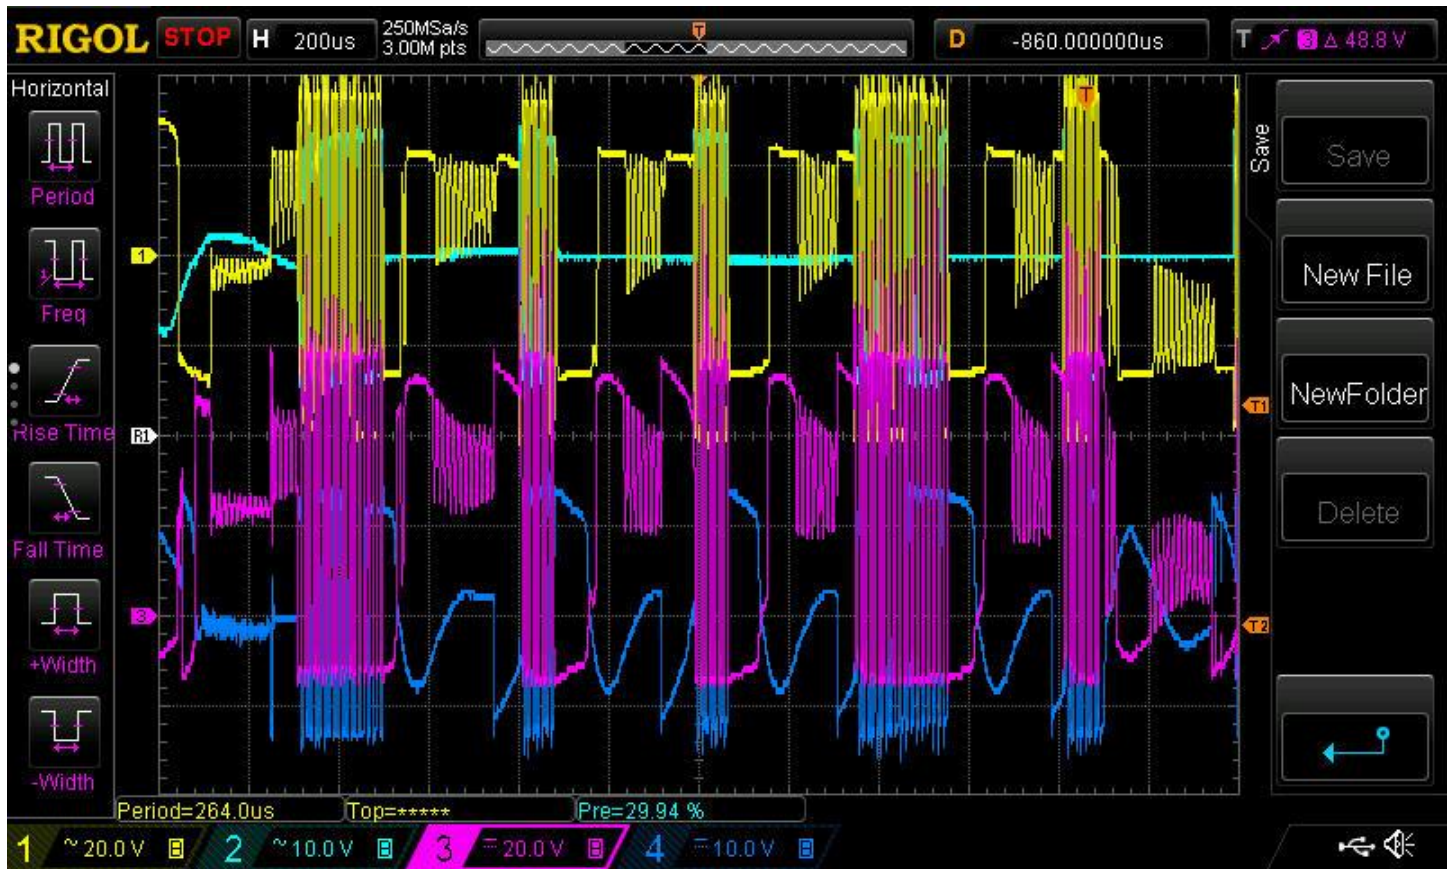 RIGOL STOP H 200us 250MSa/s D -860.000000us T 3 Δ 48.8 V
3.00M pts
T
Horizontal
Period
Freq
Rise Time
Fall Time
+Width
-Width
1
R1
3
T
T1
T2
Save
Save
New File
NewFolder
Delete
Period=264.0us Top=***** Pre=29.94 %
1 ~ 20.0 V B 2 ~ 10.0 V B 3 20.0 V B 4 10.0 V B